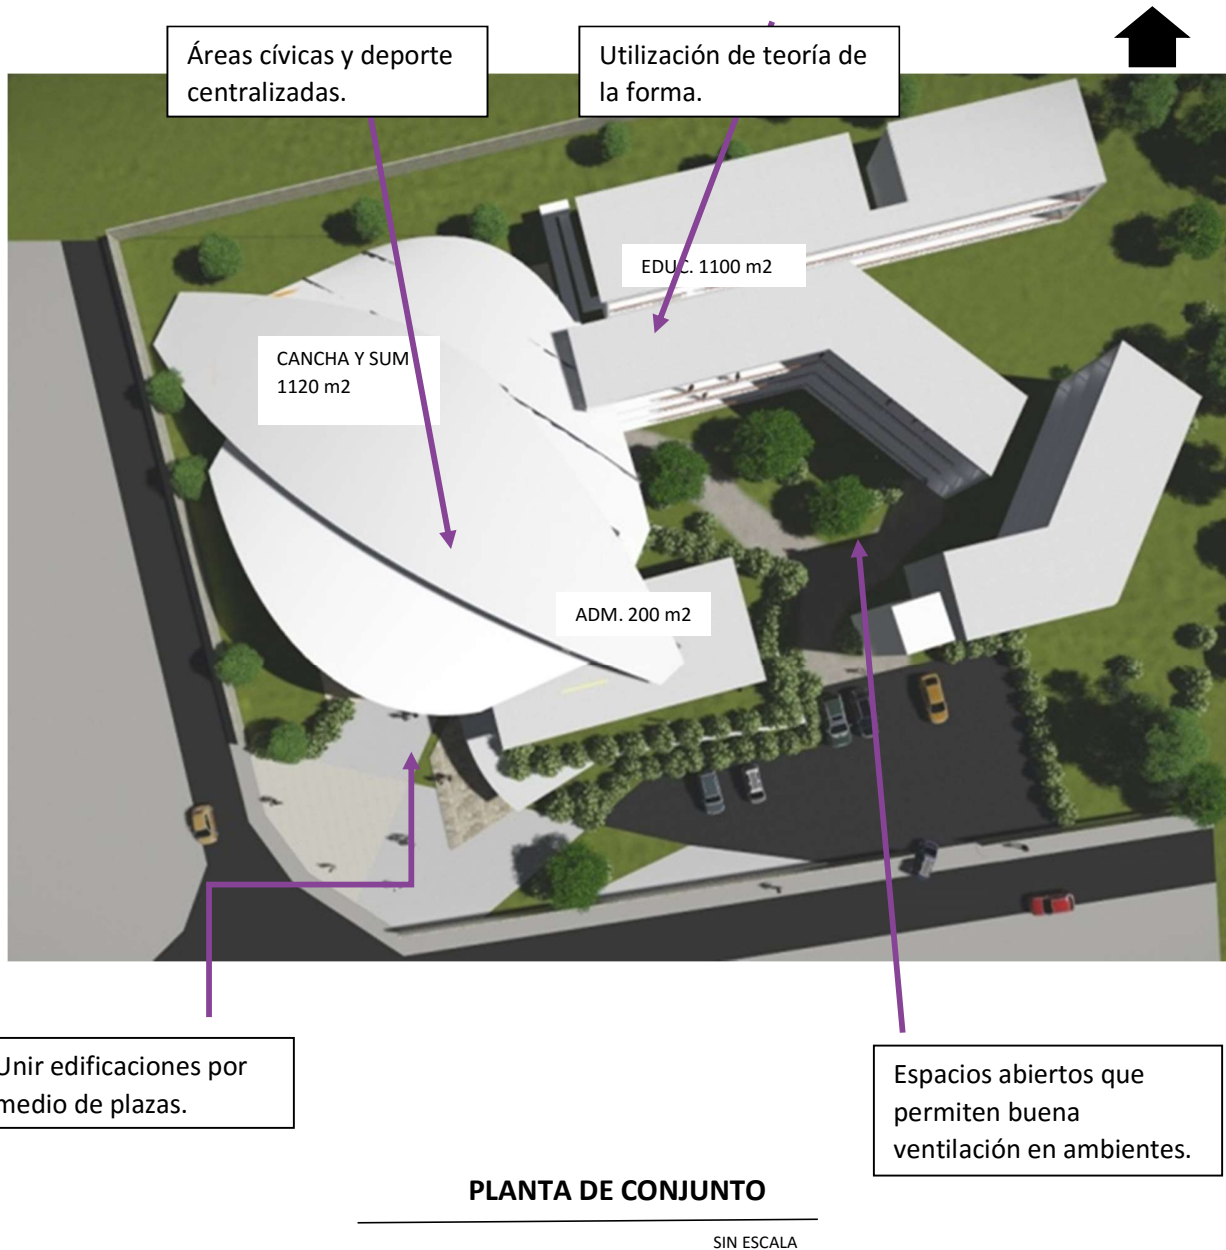 Áreas cívicas y deporte
centralizadas.
Utilización de teoría de
la forma.
EDUC. 1100 m2
CANCHA Y SUM
1120 m2
ADM. 200 m2
Unir edificaciones por
medio de plazas.
Espacios abiertos que
permiten buena
ventilación en ambientes.
PLANTA DE CONJUNTO
SIN ESCALA